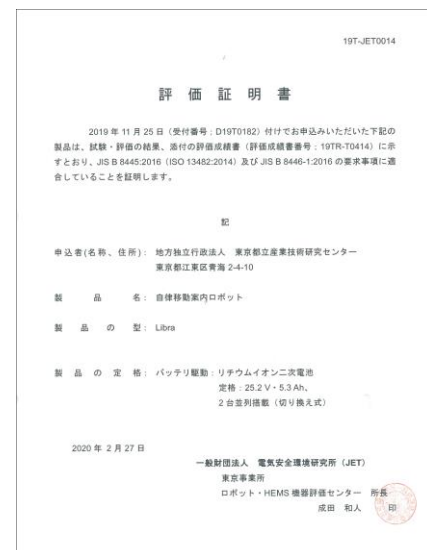 19T-JET0014
評価証明書
2019年11月25日（受付番号：D19T0182）付けでお申込みいただいた下記の
製品は、試験・評価の結果、添付の評価成績書（評価成績書番号：19TR-T0414）に示
すとおり、JIS B 8445:2016（ISO 13482:2014）及び JIS B 8446-1:2016 の要求事項に適
合していることを証明します。
記
申込者(名称、住所)： 地方独立行政法人 東京都立産業技術研究センター
東京都江東区青海 2-4-10
製品名： 自律移動案内ロボット
製品の型： Libra
製品の定格： バッテリ駆動：リチウムイオン二次電池
定格：25.2 V・5.3 Ah、
2台並列搭載（切り換え式）
2020年 2月27日
一般財団法人 電気安全環境研究所（JET）
東京事業所
ロボット・HEMS機器評価センター 所長
成田 和人 印